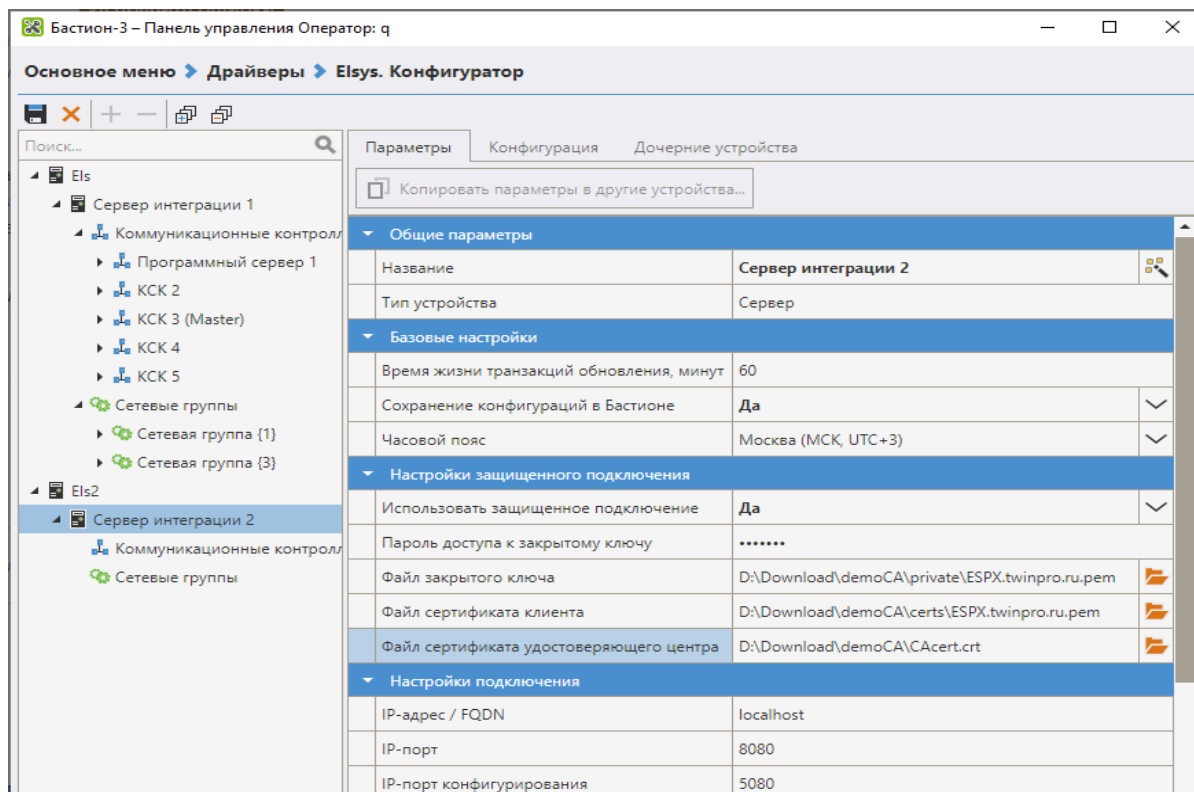 Бастион-3 – Панель управления Оператор: q
Основное меню Драйверы Elsys. Конфигуратор
Поиск...
Els
Сервер интеграции 1
Коммуникационные контролл
Программный сервер 1
КСК 2
КСК 3 (Master)
КСК 4
КСК 5
Сетевые группы
Сетевая группа {1}
Сетевая группа {3}
Els2
Сервер интеграции 2
Коммуникационные контролл
Сетевые группы
Параметры Конфигурация Дочерние устройства
Копировать параметры в другие устройства...
Общие параметры
Название Сервер интеграции 2
Тип устройства Сервер
Базовые настройки
Время жизни транзакций обновления, минут 60
Сохранение конфигураций в Бастионе Да
Часовой пояс Москва (МСК, UTC+3)
Настройки защищенного подключения
Использовать защищенное подключение Да
Пароль доступа к закрытому ключу •••••••
Файл закрытого ключа D:\Download\demoCA\private\ESPX.twinpro.ru.pem
Файл сертификата клиента D:\Download\demoCA\certs\ESPX.twinpro.ru.pem
Файл сертификата удостоверяющего центра D:\Download\demoCA\CAcert.crt
Настройки подключения
IP-адрес / FQDN localhost
IP-порт 8080
IP-порт конфигурирования 5080